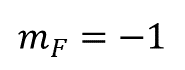 m_F = −1